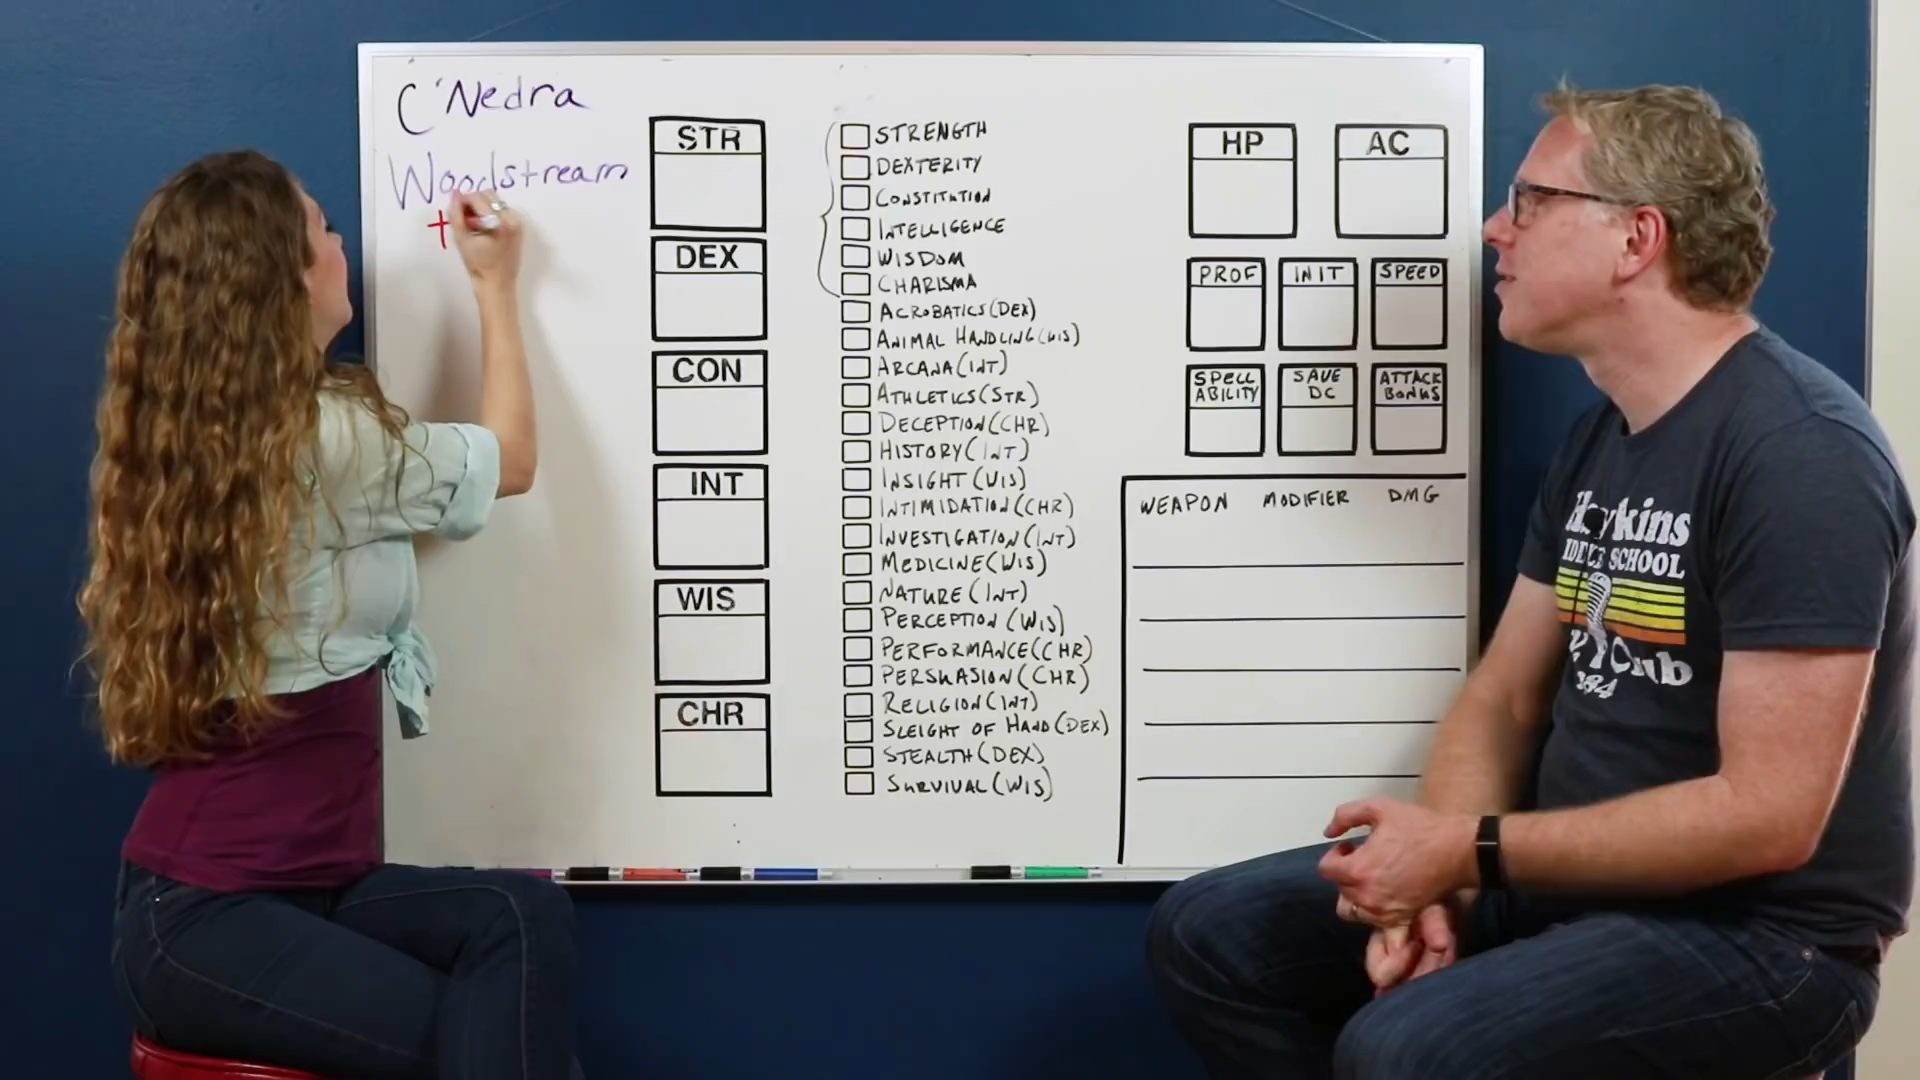 C'Nedra
Woodstream
STR
DEX
CON
INT
WIS
CHR
STRENGTH
DEXTERITY
CONSTITUTION
INTELLIGENCE
WISDOM
CHARISMA
ACROBATICS (DEX)
ANIMAL HANDLING (WIS)
ARCANA (INT)
ATHLETICS (STR)
DECEPTION (CHR)
HISTORY (INT)
INSIGHT (WIS)
INTIMIDATION (CHR)
INVESTIGATION (INT)
MEDICINE (WIS)
NATURE (INT)
PERCEPTION (WIS)
PERFORMANCE (CHR)
PERSUASION (CHR)
RELIGION (INT)
SLEIGHT OF HAND (DEX)
STEALTH (DEX)
SURVIVAL (WIS)
HP
AC
PROF
INIT
SPEED
SPELL
ABILITY
SAVE
DC
ATTACK
BONUS
WEAPON MODIFIER DMG
SCHOOL